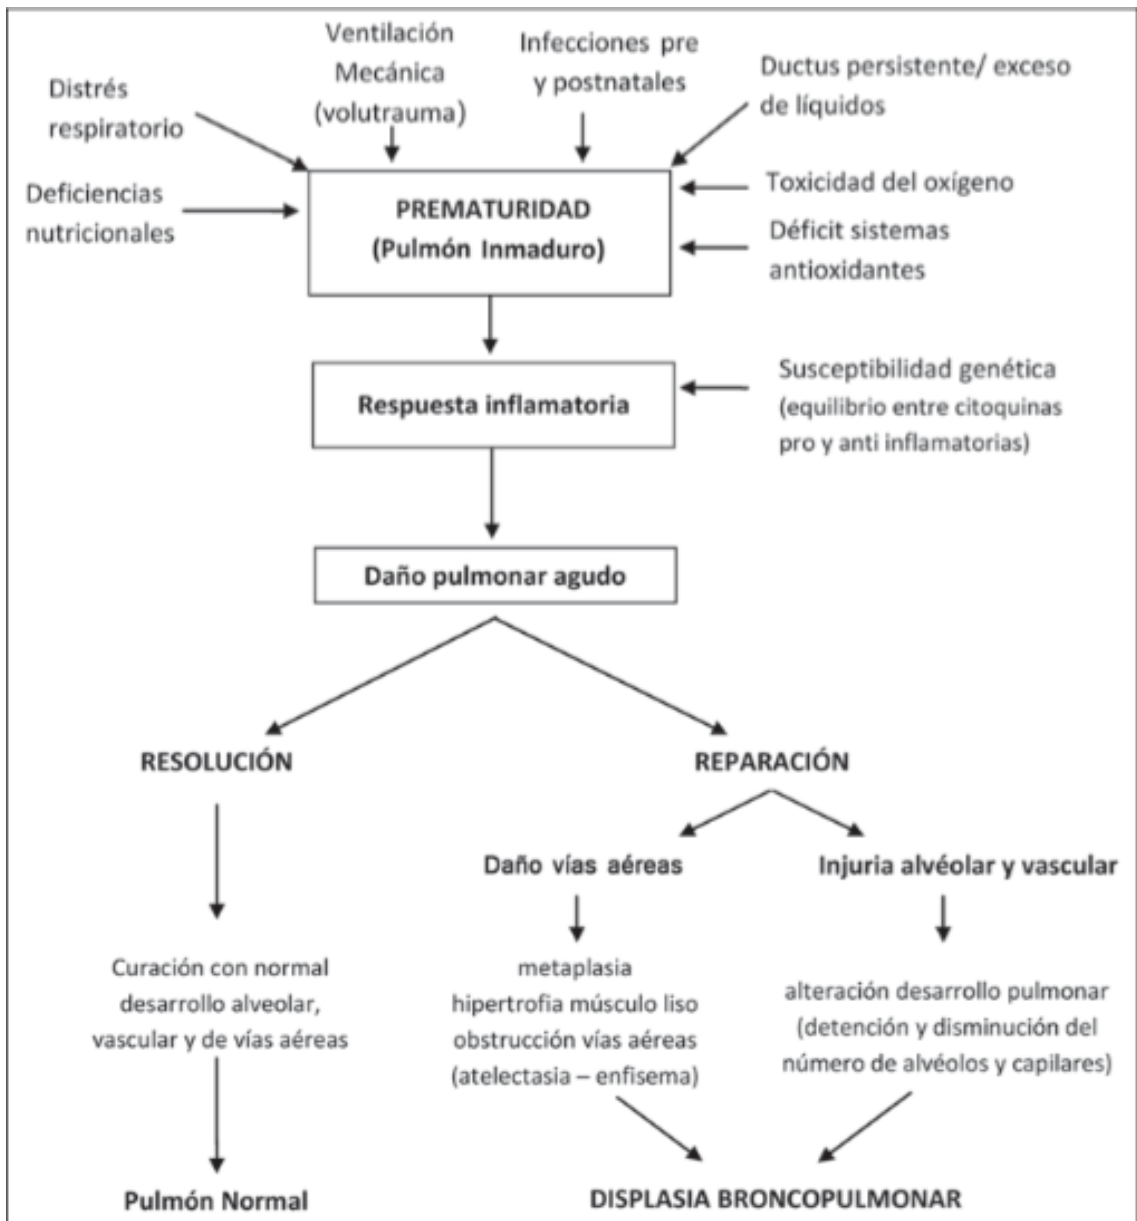 Ventilación
Mecánica
(volutrauma)
Infecciones pre
y postnatales
Ductus persistente/ exceso
de líquidos
Distrés
respiratorio
Deficiencias
nutricionales
Toxicidad del oxígeno
Déficit sistemas
antioxidantes
PREMATURIDAD
(Pulmón Inmaduro)
Respuesta inflamatoria
Susceptibilidad genética
(equilibrio entre citoquinas
pro y anti inflamatorias)
Daño pulmonar agudo
RESOLUCIÓN
REPARACIÓN
Daño vías aéreas
Injuria alvéolar y vascular
Curación con normal
desarrollo alveolar,
vascular y de vías aéreas
metaplasia
hipertrofia músculo liso
obstrucción vías aéreas
(atelectasia – enfisema)
alteración desarrollo pulmonar
(detención y disminución del
número de alvéolos y capilares)
Pulmón Normal
DISPLASIA BRONCOPULMONAR